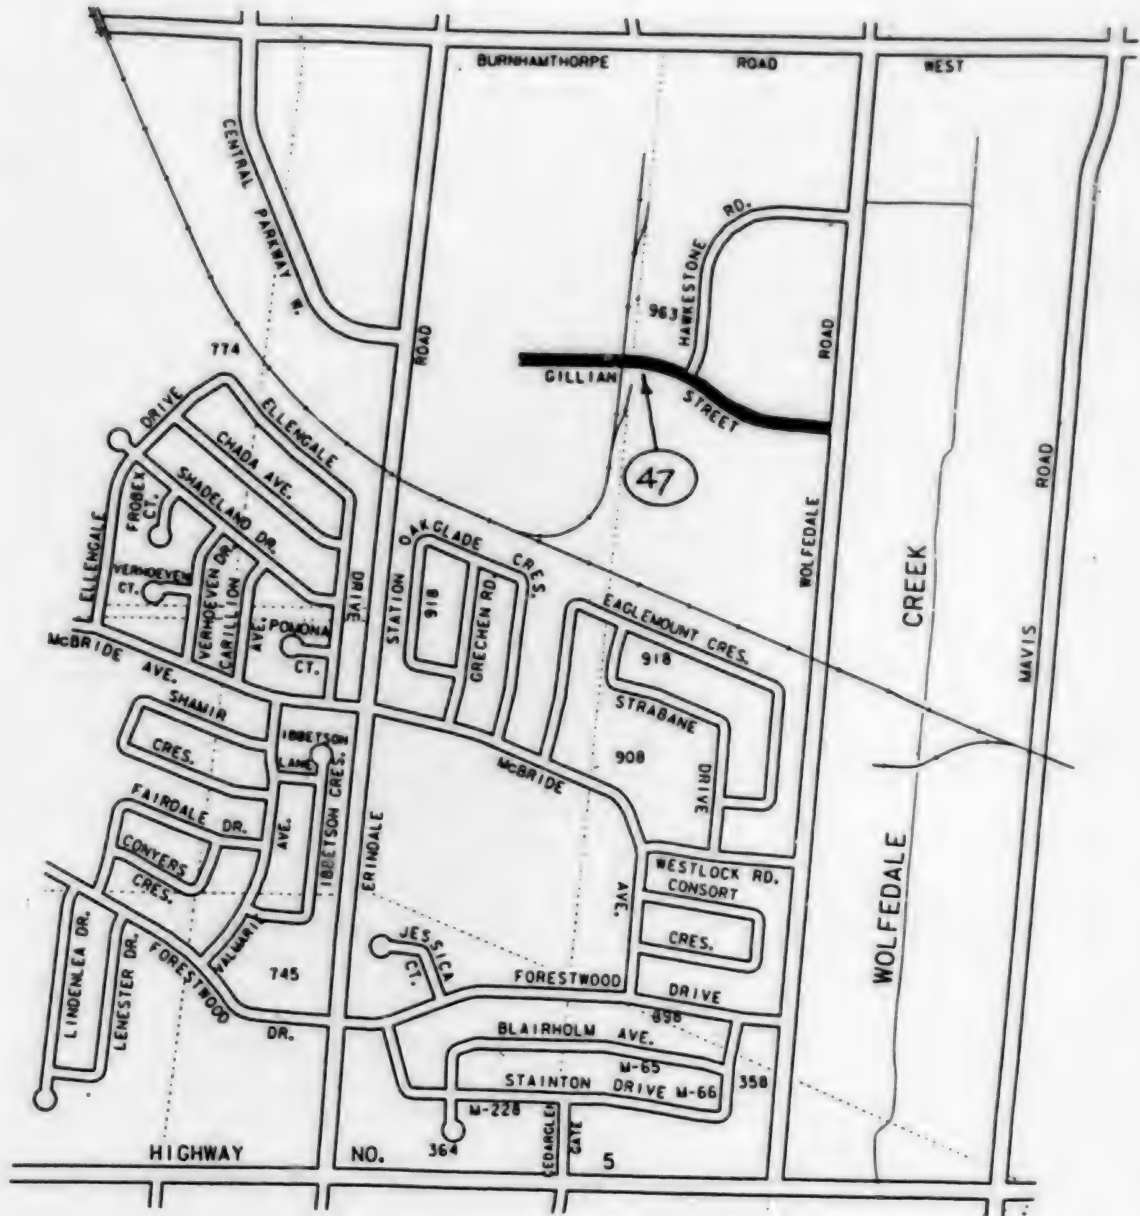 BURNHAMTHORPE ROAD WEST
CENTRAL PARKWAY W.
HAWKESTONE RD.
963
ROAD
ROAD
774
GILLIAN STREET
47
DRIVE
ELLENGALE
CHADA AVE.
SHADELAND DR.
FROBEX CT.
ELLENGALE
VERHOEVEN CT.
VERHOEVEN DR.
CARILLION AVE.
POMONA CT.
DRIVE
STATION
OAKGLADE CRES.
918
GRECHEN RD.
WOLFEDALE
CREEK
ROAD
MAVIS
EAGLEMOUNT CRES.
918
STRABANE
DRIVE
908
McBRIDE AVE.
SHAMIR
CRES.
IBBETSON LANE
IBBETSON CRES.
McBRIDE
AVE.
FAIRDALE DR.
CONYERS
CRES.
AVE.
VALMARIE
ERINDALE
WESTLOCK RD.
CONSORT
CRES.
WOLFEDALE
LINDENLEA DR.
LENESTER DR.
FORESTWOOD
DR.
745
JESSICA CT.
FORESTWOOD
DRIVE
898
BLAIRHOLM AVE.
M-65
STAINTON DRIVE M-66
358
M-228
CEDARGLEN GATE
364
HIGHWAY NO. 5